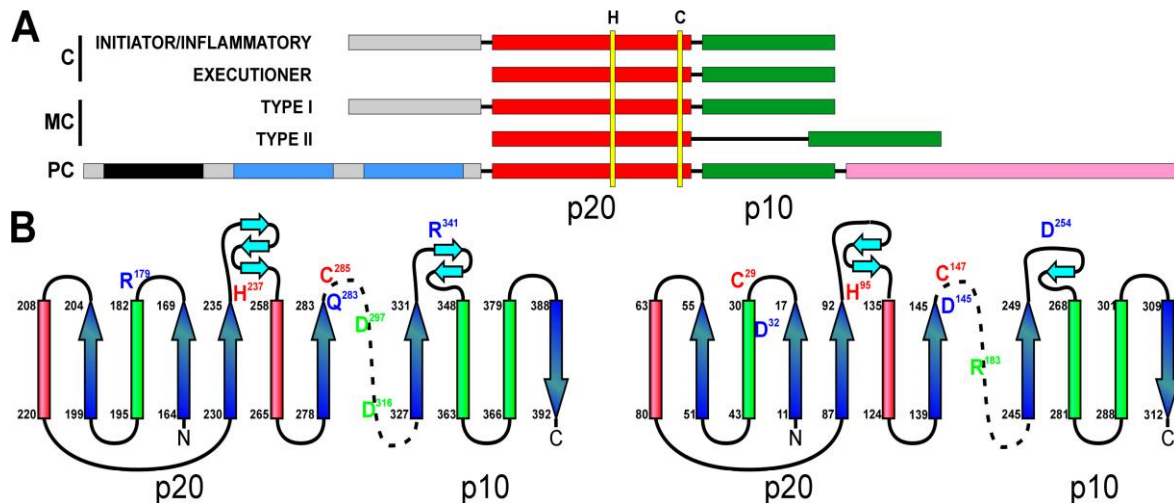 A
H C
C
INITIATOR/INFLAMMATORY
EXECUTIONER
MC
TYPE I
TYPE II
PC
p20 p10
B
R179 H237 C285 Q283 D297 D316 R341
208 204 182 169 235 258 283 331 348 379 388
220 199 195 164 230 265 278 327 363 366 392
N C
p20 p10
C29 D32 H95 C147 D145 R183 D254
63 55 30 17 92 135 145 249 268 301 309
80 51 43 11 87 124 139 245 281 288 312
N C
p20 p10